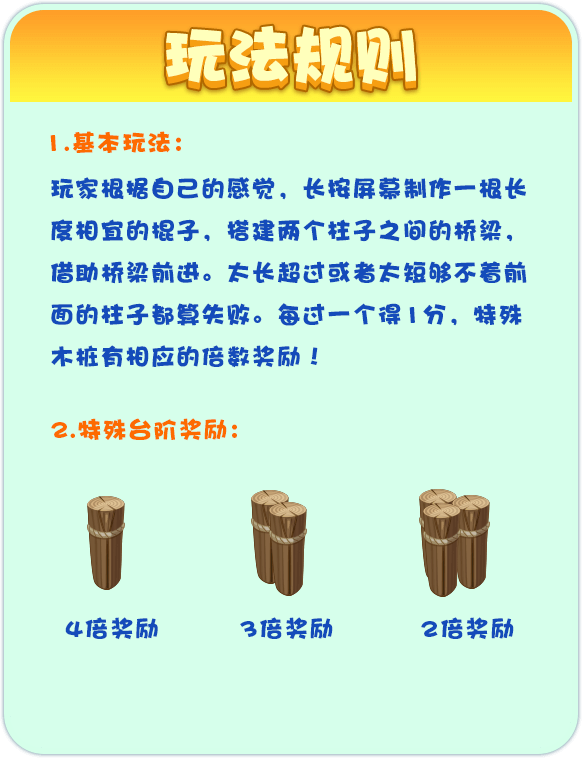 玩法规则
1.基本玩法：
玩家根据自己的感觉，长按屏幕制作一根长
度相宜的棍子，搭建两个柱子之间的桥梁，
借助桥梁前进。太长超过或者太短够不着前
面的柱子都算失败。每过一个得1分，特殊
木桩有相应的倍数奖励！
2.特殊台阶奖励：
4倍奖励
3倍奖励
2倍奖励